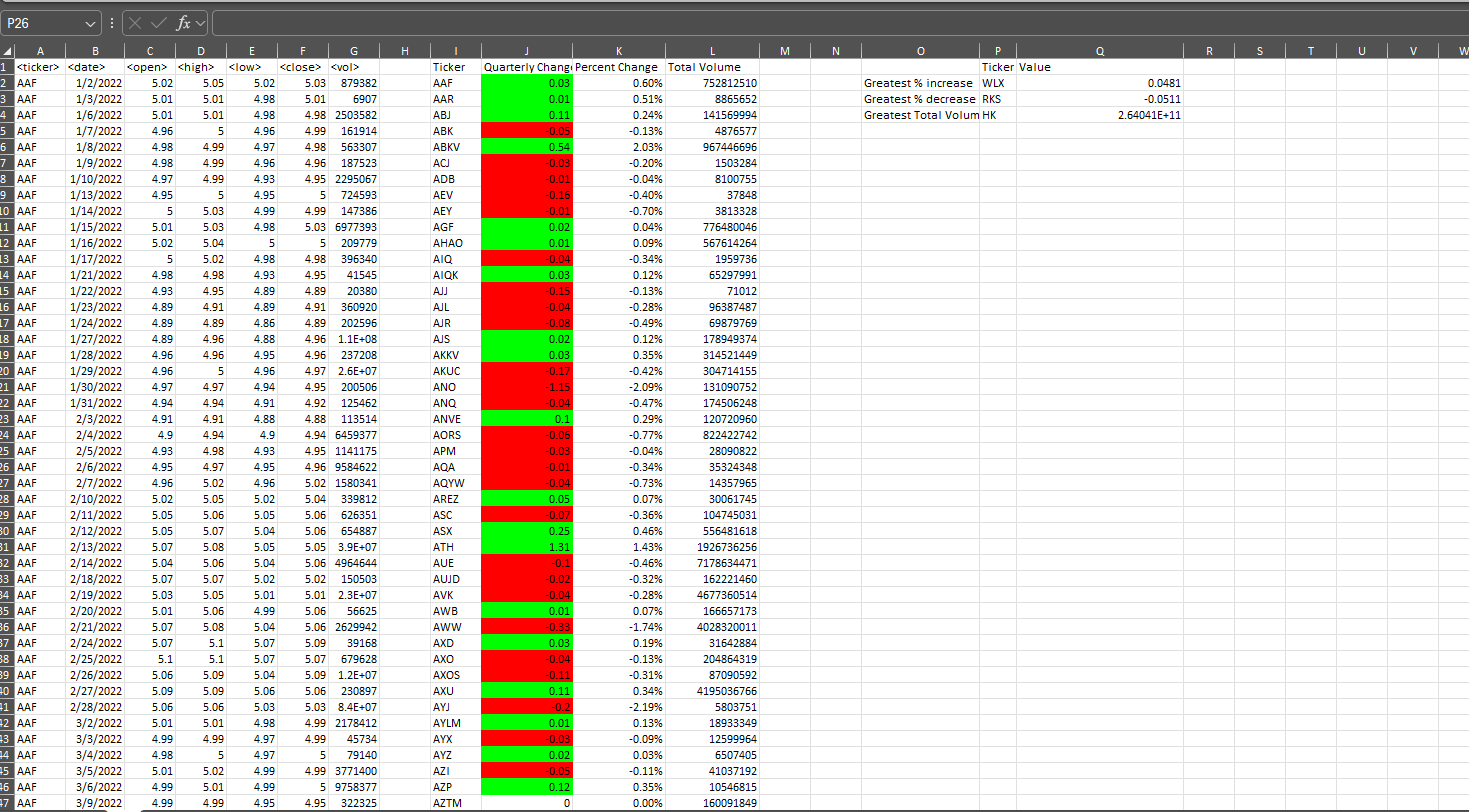 P26 fx
A B C D E F G H I J K L M N O P Q R S T U V W
1 <ticker> <date> <open> <high> <low> <close> <vol> Ticker Quarterly Chang Percent Change Total Volume Ticker Value
2 AAF 1/2/2022 5.02 5.05 5.02 5.03 879382 AAF 0.03 0.60% 752812510 Greatest % increase WLX 0.0481
3 AAF 1/3/2022 5.01 5.01 4.98 5.01 6907 AAR 0.01 0.51% 8865652 Greatest % decrease RKS -0.0511
4 AAF 1/6/2022 5.01 5.01 4.98 4.98 2503582 ABJ 0.11 0.24% 141569994 Greatest Total Volum HK 2.64041E+11
5 AAF 1/7/2022 4.96 5 4.96 4.99 161914 ABK -0.05 -0.13% 4876577
6 AAF 1/8/2022 4.98 4.99 4.97 4.98 563307 ABKV 0.54 2.03% 967446696
7 AAF 1/9/2022 4.98 4.99 4.96 4.96 187523 ACJ -0.03 -0.20% 1503284
8 AAF 1/10/2022 4.97 4.99 4.93 4.95 2295067 ADB -0.01 -0.04% 8100755
9 AAF 1/13/2022 4.95 5 4.95 5 724593 AEV -0.16 -0.40% 37848
10 AAF 1/14/2022 5 5.03 4.99 4.99 147386 AEY -0.01 -0.70% 3813328
11 AAF 1/15/2022 5.01 5.03 4.98 5.03 6977393 AGF 0.02 0.04% 776480046
12 AAF 1/16/2022 5.02 5.04 5 5 209779 AHAO 0.01 0.09% 567614264
13 AAF 1/17/2022 5 5.02 4.98 4.98 396340 AIQ -0.04 -0.34% 1959736
14 AAF 1/21/2022 4.98 4.98 4.93 4.95 41545 AIQK 0.03 0.12% 65297991
15 AAF 1/22/2022 4.93 4.95 4.89 4.89 20380 AJJ -0.15 -0.13% 71012
16 AAF 1/23/2022 4.89 4.91 4.89 4.91 360920 AJL -0.04 -0.28% 96387487
17 AAF 1/24/2022 4.89 4.89 4.86 4.89 202596 AJR -0.08 -0.49% 69879769
18 AAF 1/27/2022 4.89 4.96 4.88 4.96 1.1E+08 AJS 0.02 0.12% 178949374
19 AAF 1/28/2022 4.96 4.96 4.95 4.96 237208 AKKV 0.03 0.35% 314521449
20 AAF 1/29/2022 4.96 5 4.96 4.97 2.6E+07 AKUC -0.17 -0.42% 304714155
21 AAF 1/30/2022 4.97 4.97 4.94 4.95 200506 ANO -1.15 -2.09% 131090752
22 AAF 1/31/2022 4.94 4.94 4.91 4.92 125462 ANQ -0.04 -0.47% 174506248
23 AAF 2/3/2022 4.91 4.91 4.88 4.88 113514 ANVE 0.1 0.29% 120720960
24 AAF 2/4/2022 4.9 4.94 4.9 4.94 6459377 AORS -0.06 -0.77% 822422742
25 AAF 2/5/2022 4.93 4.98 4.93 4.95 1141175 APM -0.03 -0.04% 28090822
26 AAF 2/6/2022 4.95 4.97 4.95 4.96 9584622 AQA -0.01 -0.34% 35324348
27 AAF 2/7/2022 4.96 5.02 4.96 5.02 1580341 AQYW -0.04 -0.73% 14357965
28 AAF 2/10/2022 5.02 5.05 5.02 5.04 339812 AREZ 0.05 0.07% 30061745
29 AAF 2/11/2022 5.05 5.06 5.05 5.06 626351 ASC -0.07 -0.36% 104745031
30 AAF 2/12/2022 5.05 5.07 5.04 5.06 654887 ASX 0.25 0.46% 556481618
31 AAF 2/13/2022 5.07 5.08 5.05 5.05 3.9E+07 ATH 1.31 1.43% 1926736256
32 AAF 2/14/2022 5.04 5.06 5.04 5.06 4964644 AUE -0.1 -0.46% 7178634471
33 AAF 2/18/2022 5.07 5.07 5.02 5.02 150503 AUJD -0.02 -0.32% 162221460
34 AAF 2/19/2022 5.03 5.05 5.01 5.01 2.3E+07 AVK -0.04 -0.28% 4677360514
35 AAF 2/20/2022 5.01 5.06 4.99 5.06 56625 AWB 0.01 0.07% 166657173
36 AAF 2/21/2022 5.07 5.08 5.04 5.06 2629942 AWW -0.33 -1.74% 4028320011
37 AAF 2/24/2022 5.07 5.1 5.07 5.09 39168 AXD 0.03 0.19% 31642884
38 AAF 2/25/2022 5.1 5.1 5.07 5.07 679628 AXO -0.04 -0.13% 204864319
39 AAF 2/26/2022 5.06 5.09 5.04 5.09 1.2E+07 AXOS -0.11 -0.31% 87090592
40 AAF 2/27/2022 5.09 5.09 5.06 5.06 230897 AXU 0.11 0.34% 4195036766
41 AAF 2/28/2022 5.06 5.06 5.03 5.03 8.4E+07 AYJ -0.2 -2.19% 5803751
42 AAF 3/2/2022 5.01 5.01 4.98 4.99 2178412 AYLM 0.01 0.13% 18933349
43 AAF 3/3/2022 4.99 4.99 4.97 4.99 45734 AYX -0.03 -0.09% 12599964
44 AAF 3/4/2022 4.98 5 4.97 5 79140 AYZ 0.02 0.03% 6507405
45 AAF 3/5/2022 5.01 5.02 4.99 4.99 3771400 AZI -0.05 -0.11% 41037192
46 AAF 3/6/2022 4.99 5.01 4.99 5 9758377 AZP 0.12 0.35% 10546815
47 AAF 3/9/2022 4.99 4.99 4.95 4.95 322325 AZTM 0 0.00% 160091849